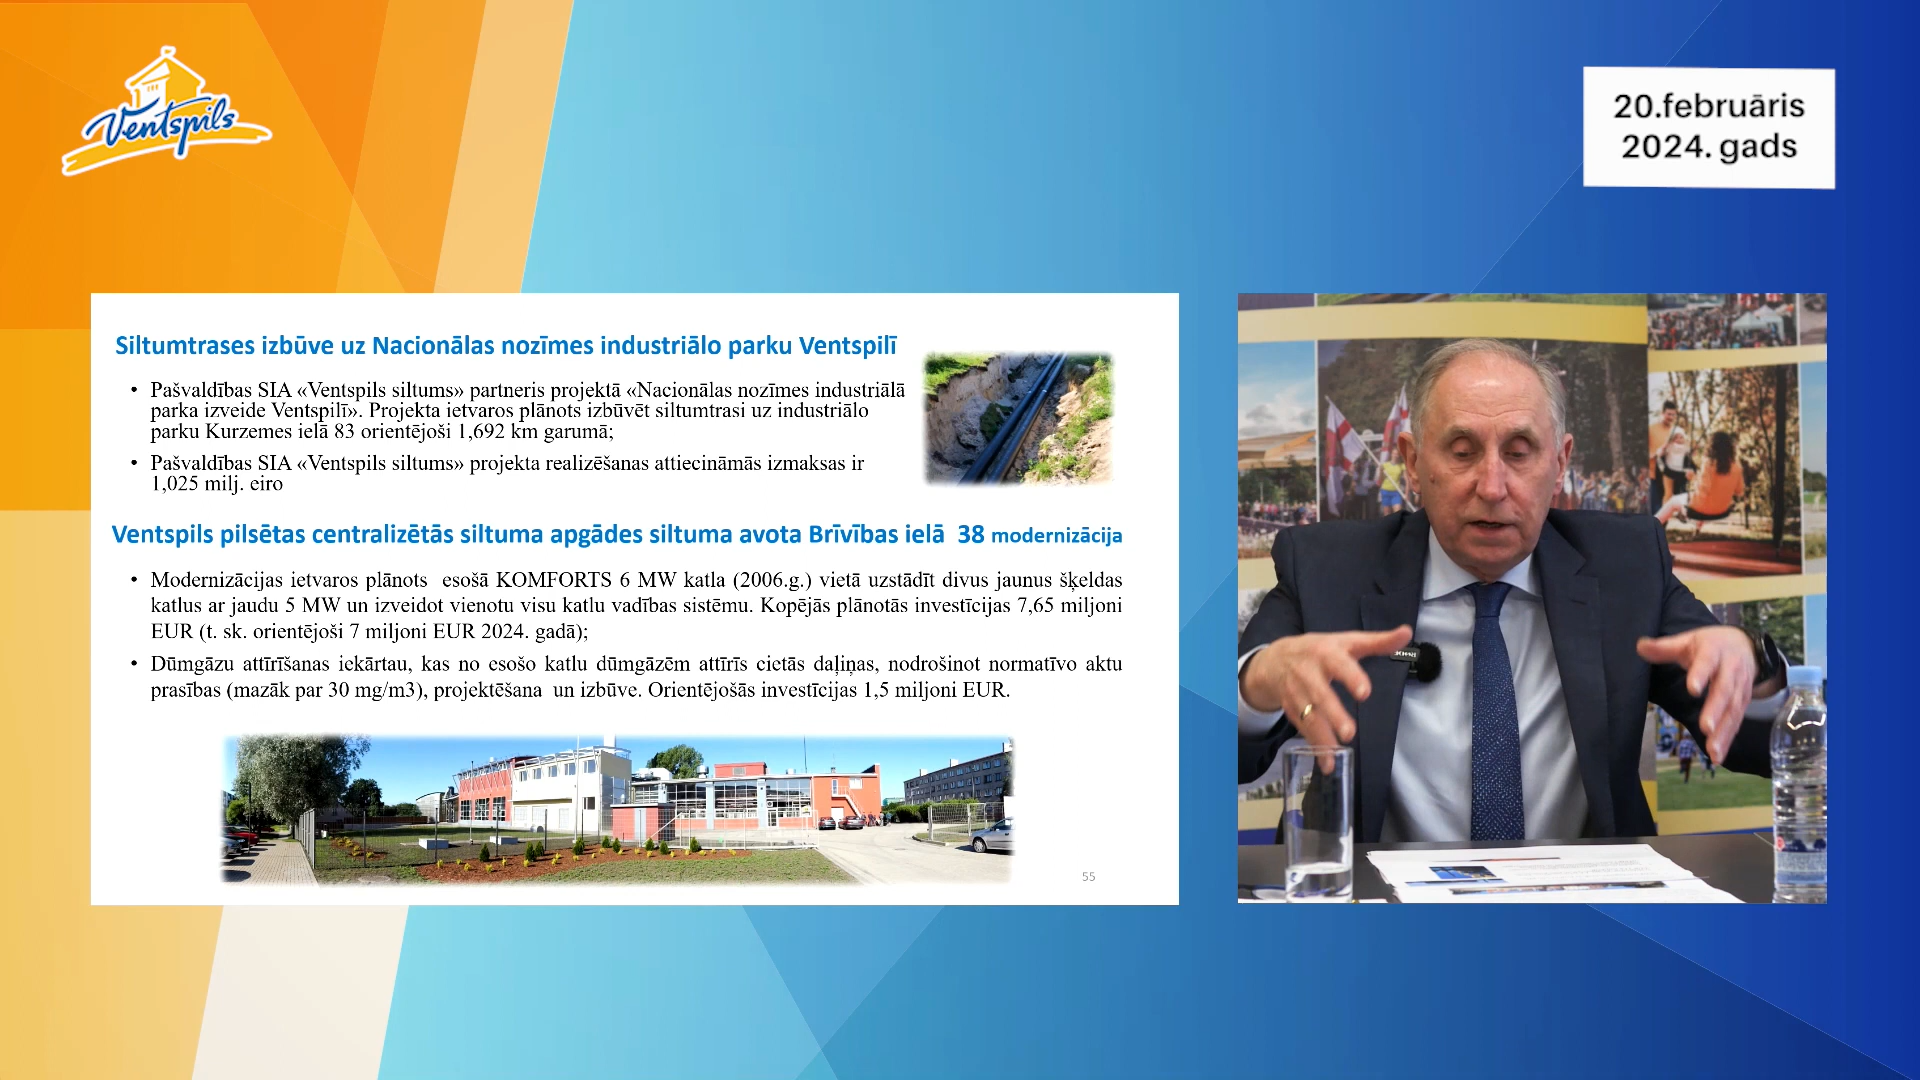 Ventspils
20.februāris
2024. gads
Siltumtrases izbūve uz Nacionālas nozīmes industriālo parku Ventspilī
• Pašvaldības SIA «Ventspils siltums» partneris projektā «Nacionālas nozīmes industriālā
parka izveide Ventspilī». Projekta ietvaros plānots izbūvēt siltumtrasi uz industriālo
parku Kurzemes ielā 83 orientējoši 1,692 km garumā;
• Pašvaldības SIA «Ventspils siltums» projekta realizēšanas attiecināmās izmaksas ir
1,025 milj. eiro
Ventspils pilsētas centralizētās siltuma apgādes siltuma avota Brīvības ielā 38 modernizācija
• Modernizācijas ietvaros plānots esošā KOMFORTS 6 MW katla (2006.g.) vietā uzstādīt divus jaunus šķeldas
katlus ar jaudu 5 MW un izveidot vienotu visu katlu vadības sistēmu. Kopējās plānotās investīcijas 7,65 miljoni
EUR (t. sk. orientējoši 7 miljoni EUR 2024. gadā);
• Dūmgāzu attīrīšanas iekārtau, kas no esošo katlu dūmgāzēm attīrīs cietās daļiņas, nodrošinot normatīvo aktu
prasības (mazāk par 30 mg/m3), projektēšana un izbūve. Orientējošās investīcijas 1,5 miljoni EUR.
55